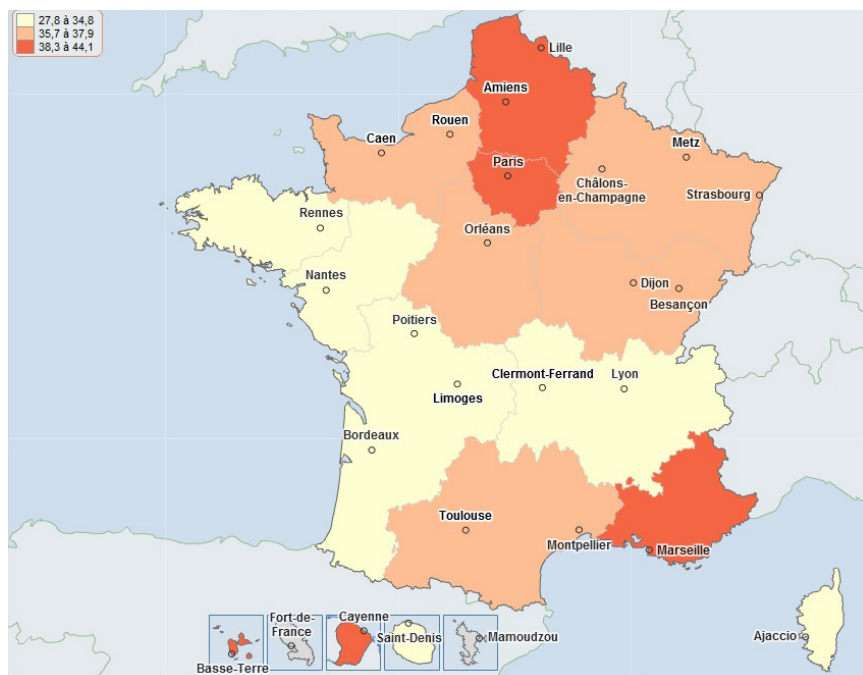 27,8 à 34,8
35,7 à 37,9
38,3 à 44,1
Lille
Amiens
Rouen
Caen
Metz
Paris
Châlons-
en-Champagne
Strasbourg
Rennes
Orléans
Nantes
Dijon
Besançon
Poitiers
Clermont-Ferrand
Lyon
Limoges
Bordeaux
Toulouse
Montpellier
Marseille
Fort-de-
France
Cayenne
Saint-Denis
Mamoudzou
Ajaccio
Basse-Terre